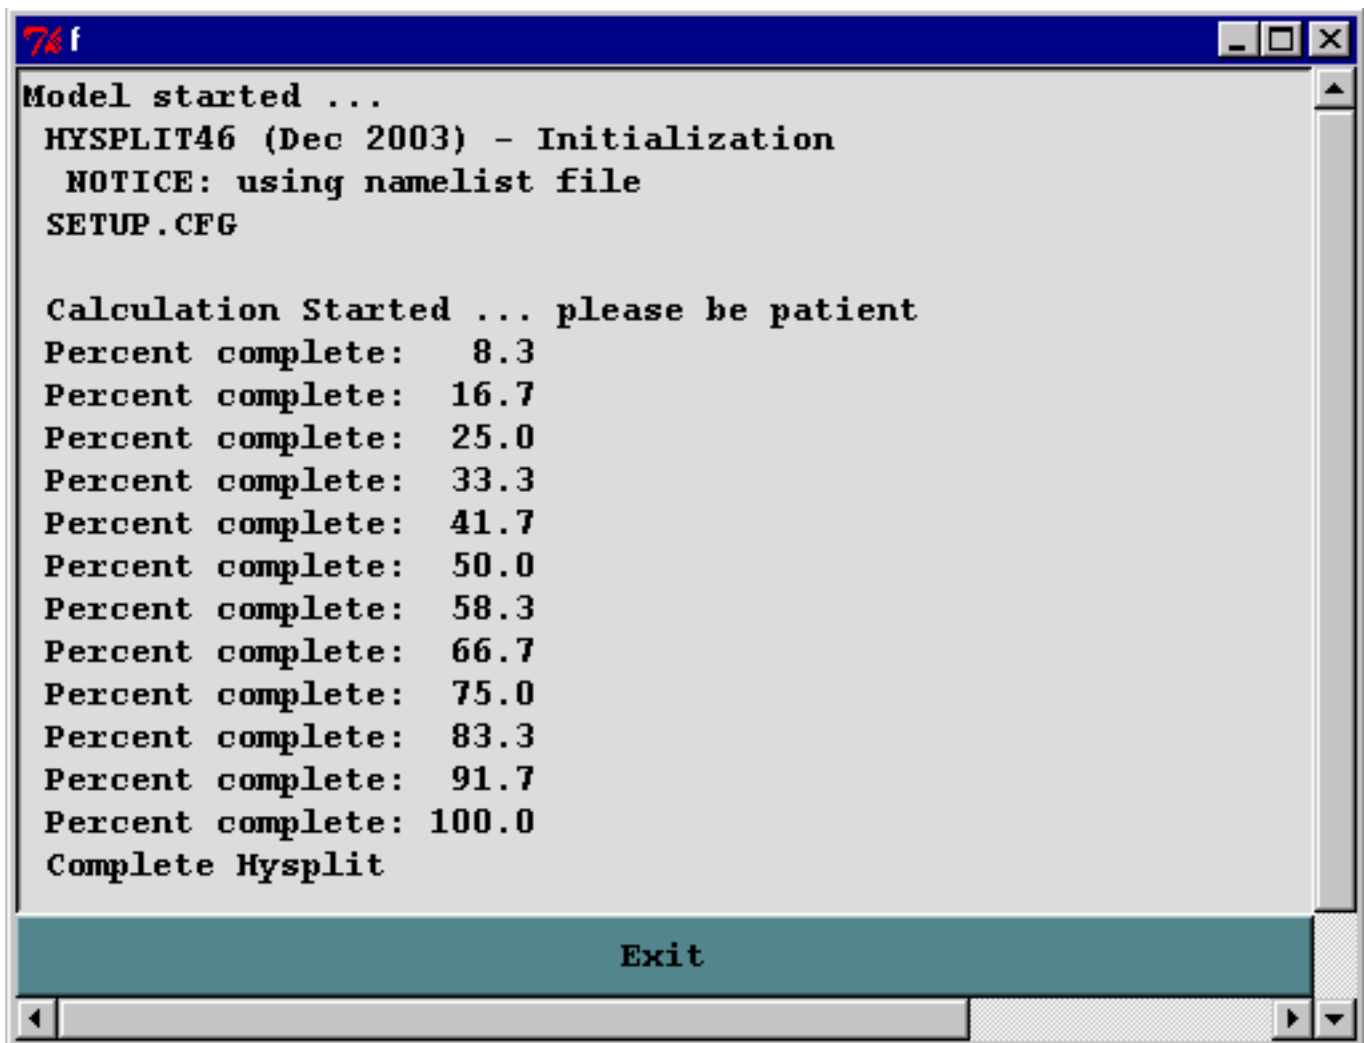 f
Model started ...
HYSPLIT46 (Dec 2003) - Initialization
NOTICE: using namelist file
SETUP.CFG
Calculation Started ... please be patient
Percent complete:   8.3
Percent complete:  16.7
Percent complete:  25.0
Percent complete:  33.3
Percent complete:  41.7
Percent complete:  50.0
Percent complete:  58.3
Percent complete:  66.7
Percent complete:  75.0
Percent complete:  83.3
Percent complete:  91.7
Percent complete: 100.0
Complete Hysplit
Exit